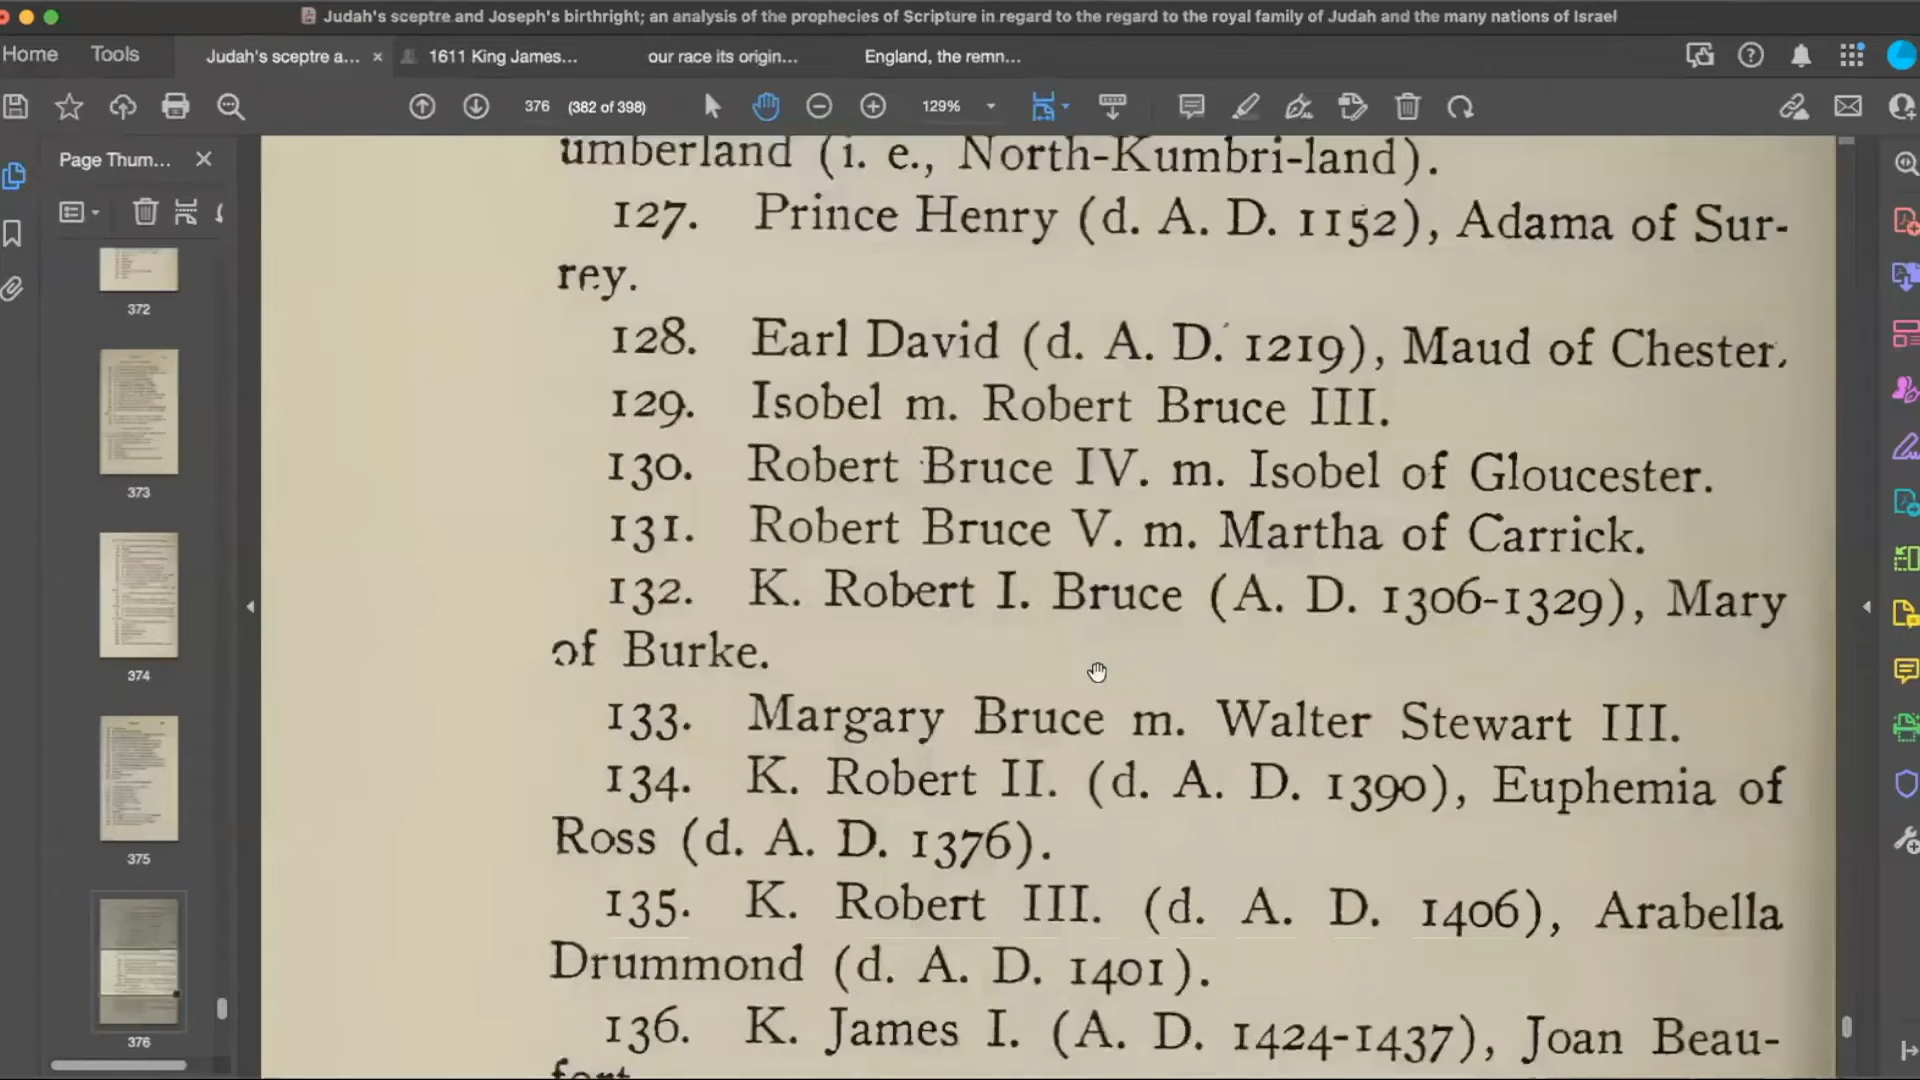 Judah's sceptre and Joseph's birthright; an analysis of the prophecies of Scripture in regard to the regard to the royal family of Judah and the many nations of Israel
Home Tools Judah's sceptre a... 1611 King James... our race its origin... England, the remn...
376 (382 of 398) 129%
Page Thum...
372
373
374
375
376
umberland (i. e., North-Kumbri-land).
127. Prince Henry (d. A. D. 1152), Adama of Sur-
rey.
128. Earl David (d. A. D. 1219), Maud of Chester.
129. Isobel m. Robert Bruce III.
130. Robert Bruce IV. m. Isobel of Gloucester.
131. Robert Bruce V. m. Martha of Carrick.
132. K. Robert I. Bruce (A. D. 1306-1329), Mary
of Burke.
133. Margary Bruce m. Walter Stewart III.
134. K. Robert II. (d. A. D. 1390), Euphemia of
Ross (d. A. D. 1376).
135. K. Robert III. (d. A. D. 1406), Arabella
Drummond (d. A. D. 1401).
136. K. James I. (A. D. 1424-1437), Joan Beau-
fort